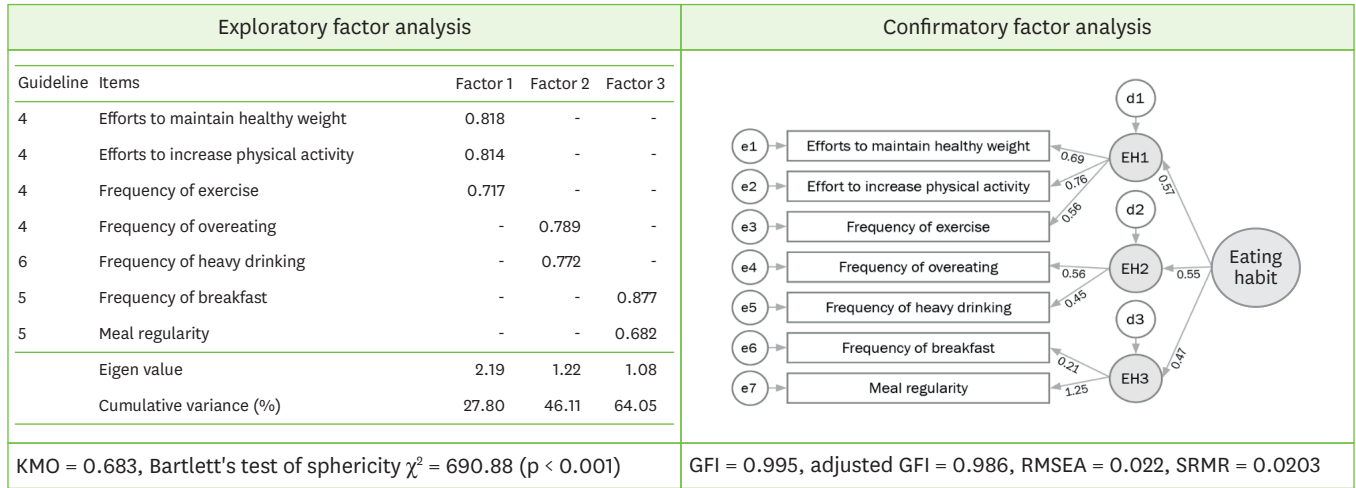 Exploratory factor analysis
Guideline Items Factor 1 Factor 2 Factor 3
4 Efforts to maintain healthy weight 0.818 - -
4 Efforts to increase physical activity 0.814 - -
4 Frequency of exercise 0.717 - -
4 Frequency of overeating - 0.789 -
6 Frequency of heavy drinking - 0.772 -
5 Frequency of breakfast - - 0.877
5 Meal regularity - - 0.682
Eigen value 2.19 1.22 1.08
Cumulative variance (%) 27.80 46.11 64.05
KMO = 0.683, Bartlett's test of sphericity χ² = 690.88 (p < 0.001)
Confirmatory factor analysis
d1
e1 Efforts to maintain healthy weight 0.69 EH1
e2 Effort to increase physical activity 0.76 0.57
e3 Frequency of exercise 0.56 d2
e4 Frequency of overeating 0.56 EH2 0.55
Eating
habit
e5 Frequency of heavy drinking 0.45 d3
e6 Frequency of breakfast 0.21 0.47
e7 Meal regularity 1.25 EH3
GFI = 0.995, adjusted GFI = 0.986, RMSEA = 0.022, SRMR = 0.0203